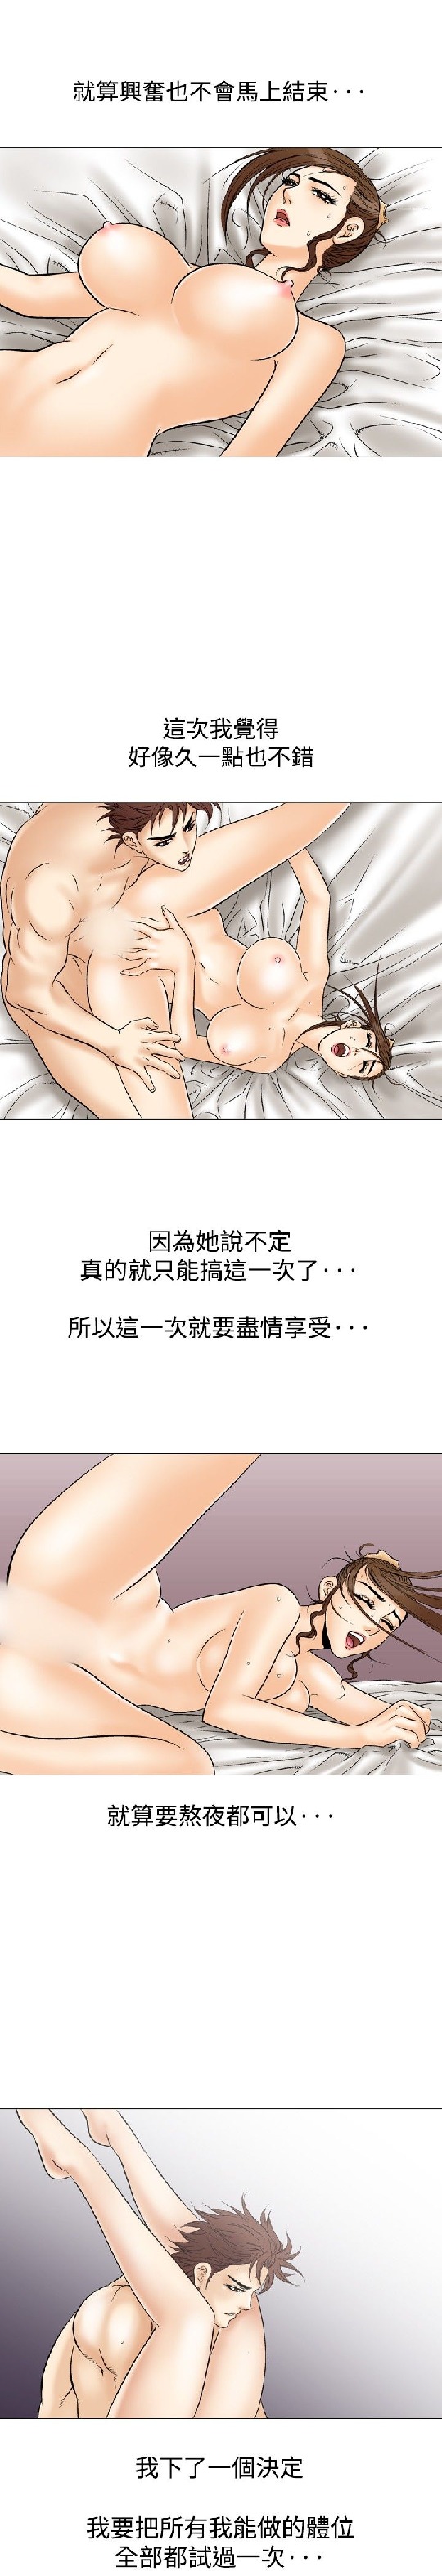 就算興奮也不會馬上結束···
這次我覺得
好像久一點也不錯
因為她說不定
真的就只能搞這一次了···
所以這一次就要盡情享受···
就算要熬夜都可以···
我下了一個決定
我要把所有我能做的體位
全部都試過一次···